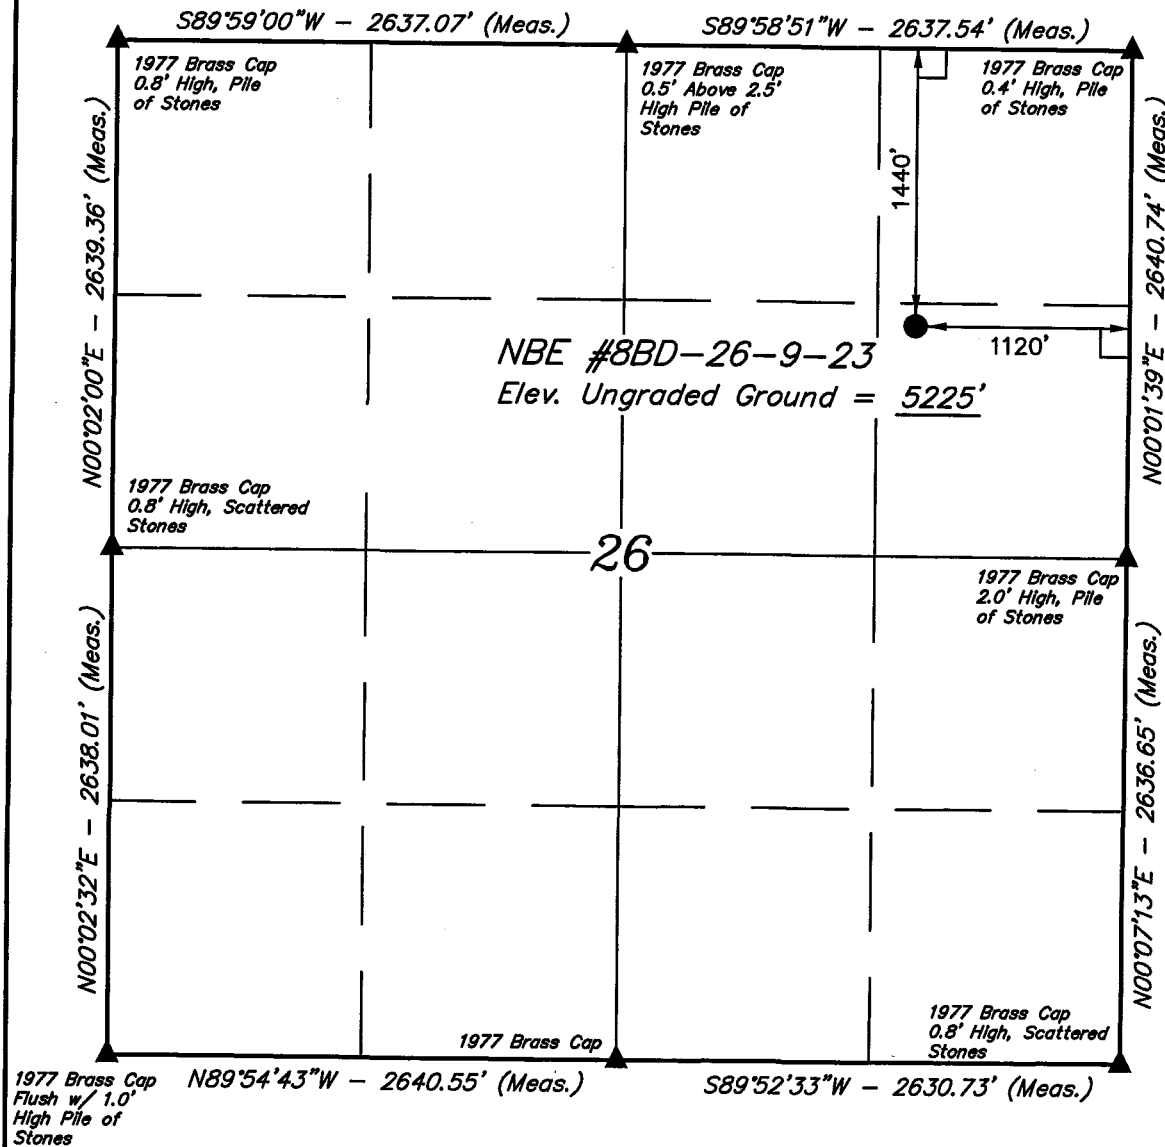 S89°59'00"W - 2637.07' (Meas.)
S89°58'51"W - 2637.54' (Meas.)
1977 Brass Cap
0.8' High, Pile
of Stones
1977 Brass Cap
0.5' Above 2.5'
High Pile of
Stones
1977 Brass Cap
0.4' High, Pile
of Stones
N00°02'00"E - 2639.36' (Meas.)
1440'
N00°01'39"E - 2640.74' (Meas.)
1120'
NBE #8BD-26-9-23
Elev. Ungraded Ground = 5225'
1977 Brass Cap
0.8' High, Scattered
Stones
26
1977 Brass Cap
2.0' High, Pile
of Stones
N00°02'32"E - 2638.01' (Meas.)
N00°07'13"E - 2636.65' (Meas.)
1977 Brass Cap
1977 Brass Cap
0.8' High, Scattered
Stones
1977 Brass Cap
Flush w/ 1.0'
High Pile of
Stones
N89°54'43"W - 2640.55' (Meas.)
S89°52'33"W - 2630.73' (Meas.)